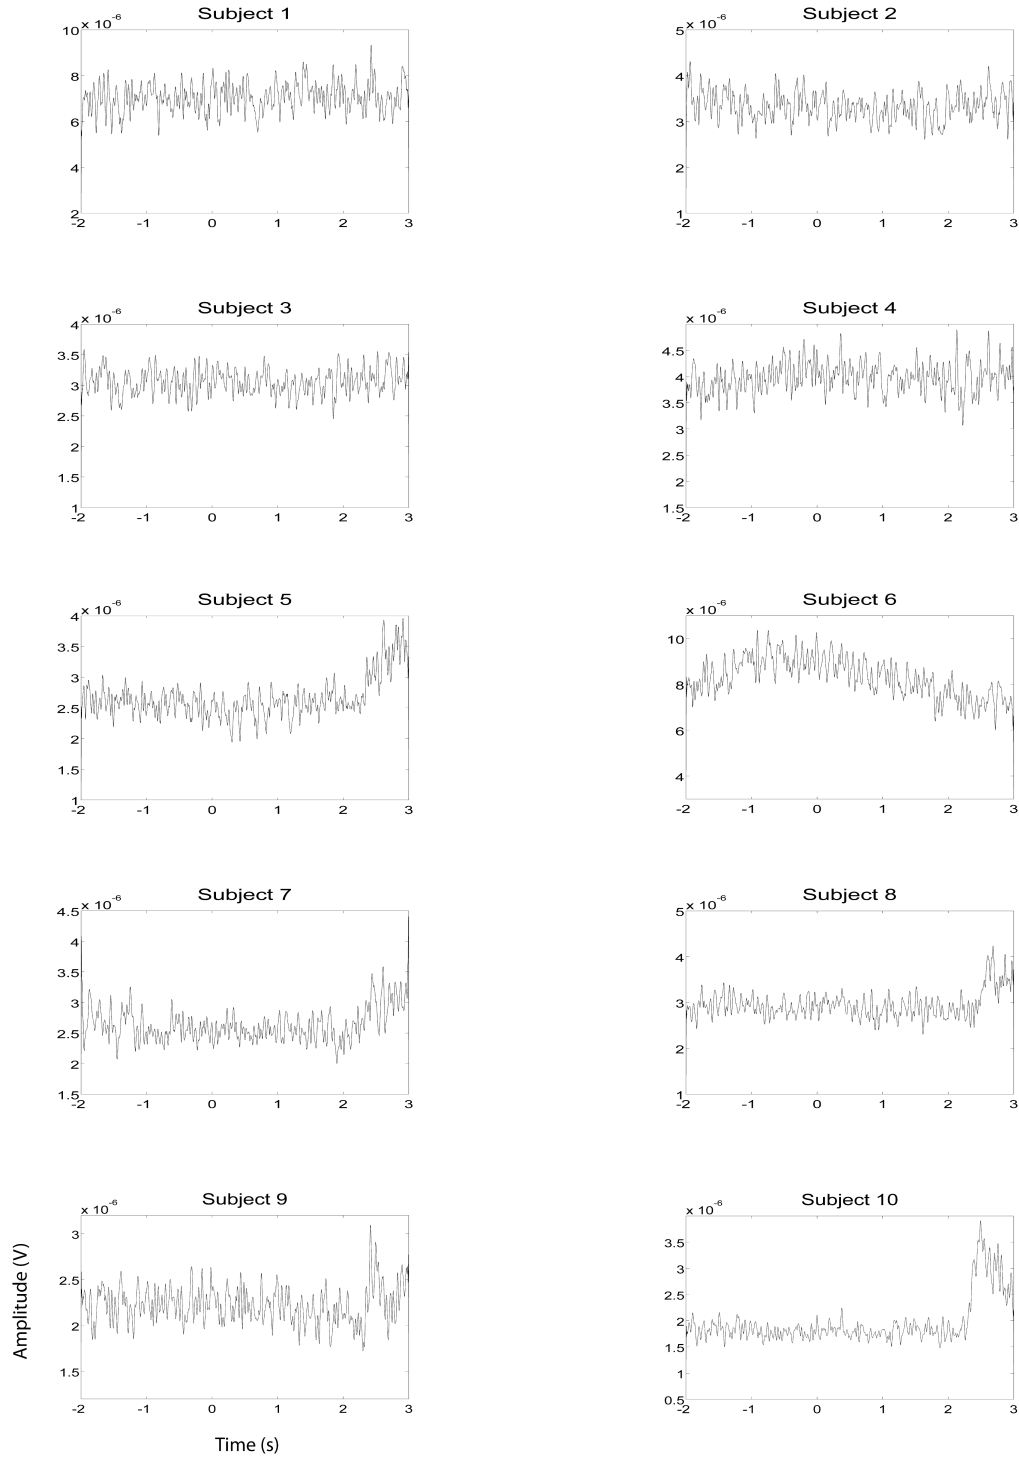 Subject 1
x 10-6
10
8
6
4
2
-2 -1 0 1 2 3
Subject 2
x 10-6
5
4
3
2
1
-2 -1 0 1 2 3
Subject 3
x 10-6
4
3.5
3
2.5
2
1.5
1
-2 -1 0 1 2 3
Subject 4
x 10-6
4.5
4
3.5
3
2.5
2
1.5
-2 -1 0 1 2 3
Subject 5
x 10-6
4
3.5
3
2.5
2
1.5
1
-2 -1 0 1 2 3
Subject 6
x 10-6
10
8
6
4
-2 -1 0 1 2 3
Subject 7
x 10-6
4.5
4
3.5
3
2.5
2
1.5
-2 -1 0 1 2 3
Subject 8
x 10-6
5
4
3
2
1
-2 -1 0 1 2 3
Subject 9
x 10-6
3
2.5
2
1.5
-2 -1 0 1 2 3
Subject 10
x 10-6
3.5
3
2.5
2
1.5
1
0.5
-2 -1 0 1 2 3
Amplitude (V)
Time (s)